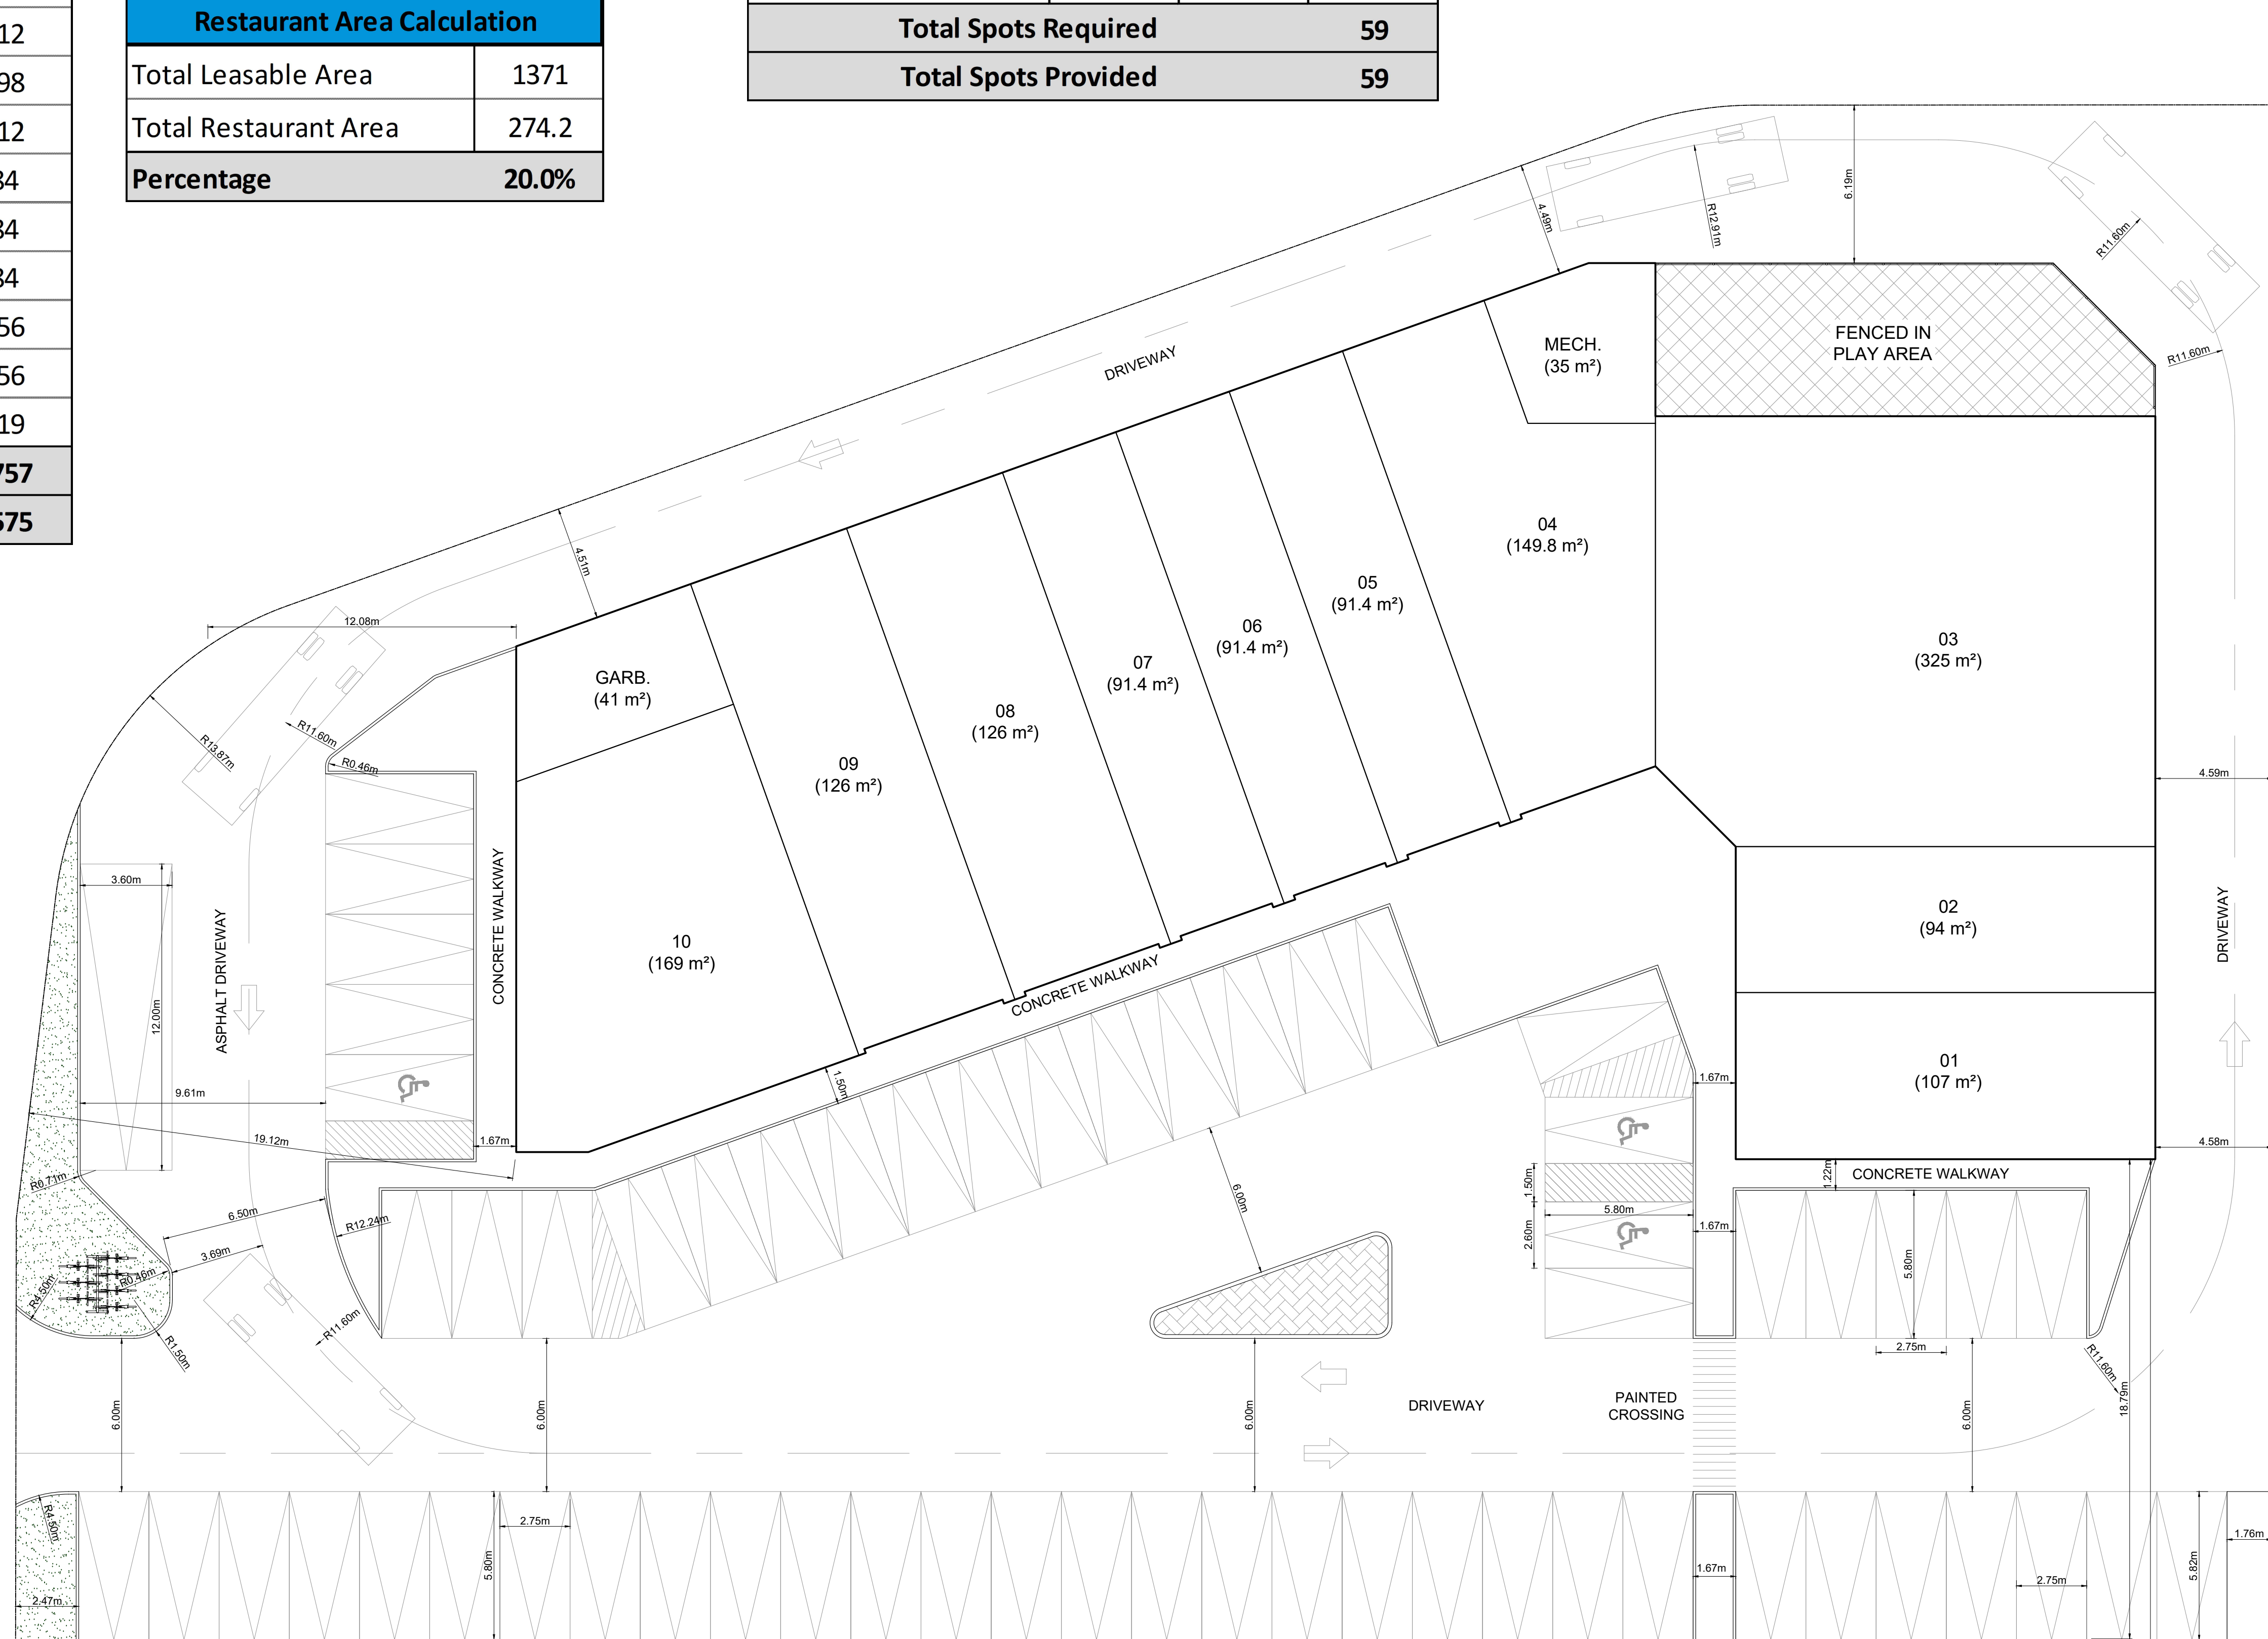 12
98
12
34
34
34
56
56
19
757
575
Restaurant Area Calculation
Total Leasable Area 1371
Total Restaurant Area 274.2
Percentage 20.0%
Total Spots Required 59
Total Spots Provided 59
6.19m
4.49m
R12.91m
R11.60m
R11.60m
FENCED IN
PLAY AREA
MECH.
(35 m²)
DRIVEWAY
4.51m
12.08m
04
(149.8 m²)
05
(91.4 m²)
06
(91.4 m²)
07
(91.4 m²)
08
(126 m²)
09
(126 m²)
GARB.
(41 m²)
03
(325 m²)
R13.87m
R11.60m
R0.46m
4.59m
3.60m
12.00m
ASPHALT DRIVEWAY
CONCRETE WALKWAY
10
(169 m²)
CONCRETE WALKWAY
02
(94 m²)
DRIVEWAY
01
(107 m²)
9.61m
19.12m
1.67m
1.50m
1.67m
4.58m
CONCRETE WALKWAY
1.22m
1.50m
5.80m
2.60m
1.67m
R0.71m
6.50m
R12.24m
3.69m
R0.46m
R4.50m
R1.50m
R11.60m
6.00m
5.80m
2.75m
R11.60m
18.79m
6.00m
6.00m
6.00m
DRIVEWAY
PAINTED
CROSSING
6.00m
R4.50m
2.75m
5.80m
2.47m
1.67m
2.75m
5.82m
1.76m